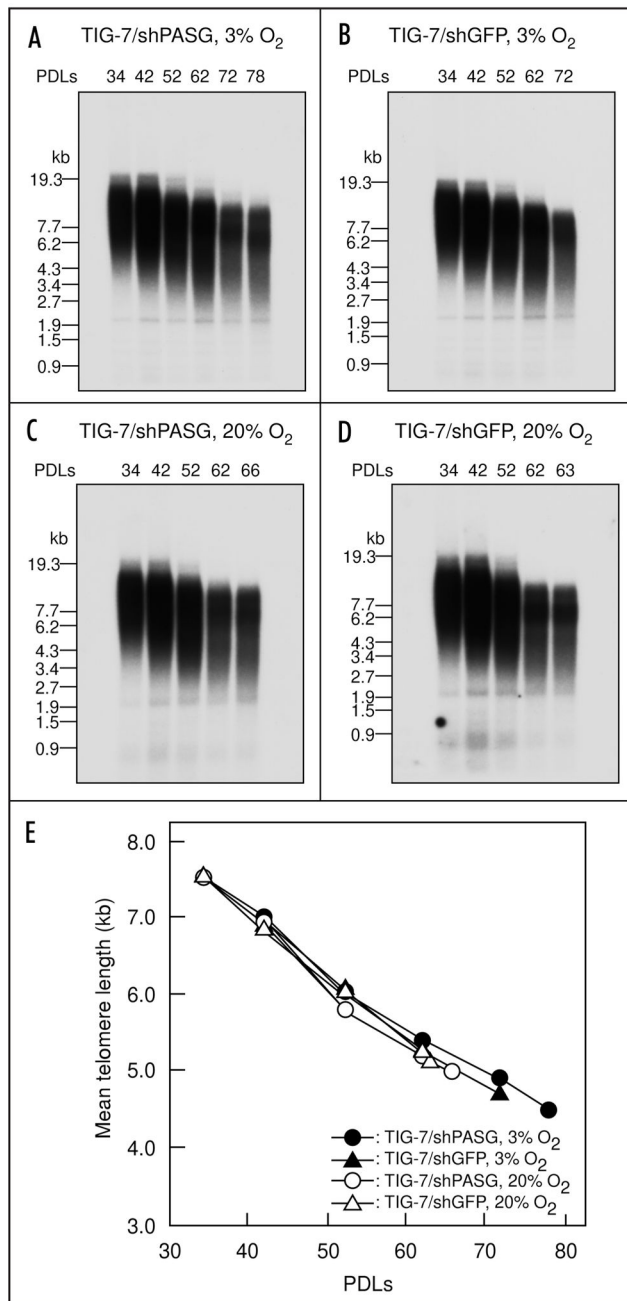 A TIG-7/shPASG, 3% O2
PDLs 34 42 52 62 72 78
kb
19.3
7.7
6.2
4.3
3.4
2.7
1.9
1.5
0.9
B TIG-7/shGFP, 3% O2
PDLs 34 42 52 62 72
kb
19.3
7.7
6.2
4.3
3.4
2.7
1.9
1.5
0.9
C TIG-7/shPASG, 20% O2
PDLs 34 42 52 62 66
kb
19.3
7.7
6.2
4.3
3.4
2.7
1.9
1.5
0.9
D TIG-7/shGFP, 20% O2
PDLs 34 42 52 62 63
kb
19.3
7.7
6.2
4.3
3.4
2.7
1.9
1.5
0.9
E
Mean telomere length (kb)
8.0
7.0
6.0
5.0
4.0
3.0
: TIG-7/shPASG, 3% O2
: TIG-7/shGFP, 3% O2
: TIG-7/shPASG, 20% O2
: TIG-7/shGFP, 20% O2
30 40 50 60 70 80
PDLs